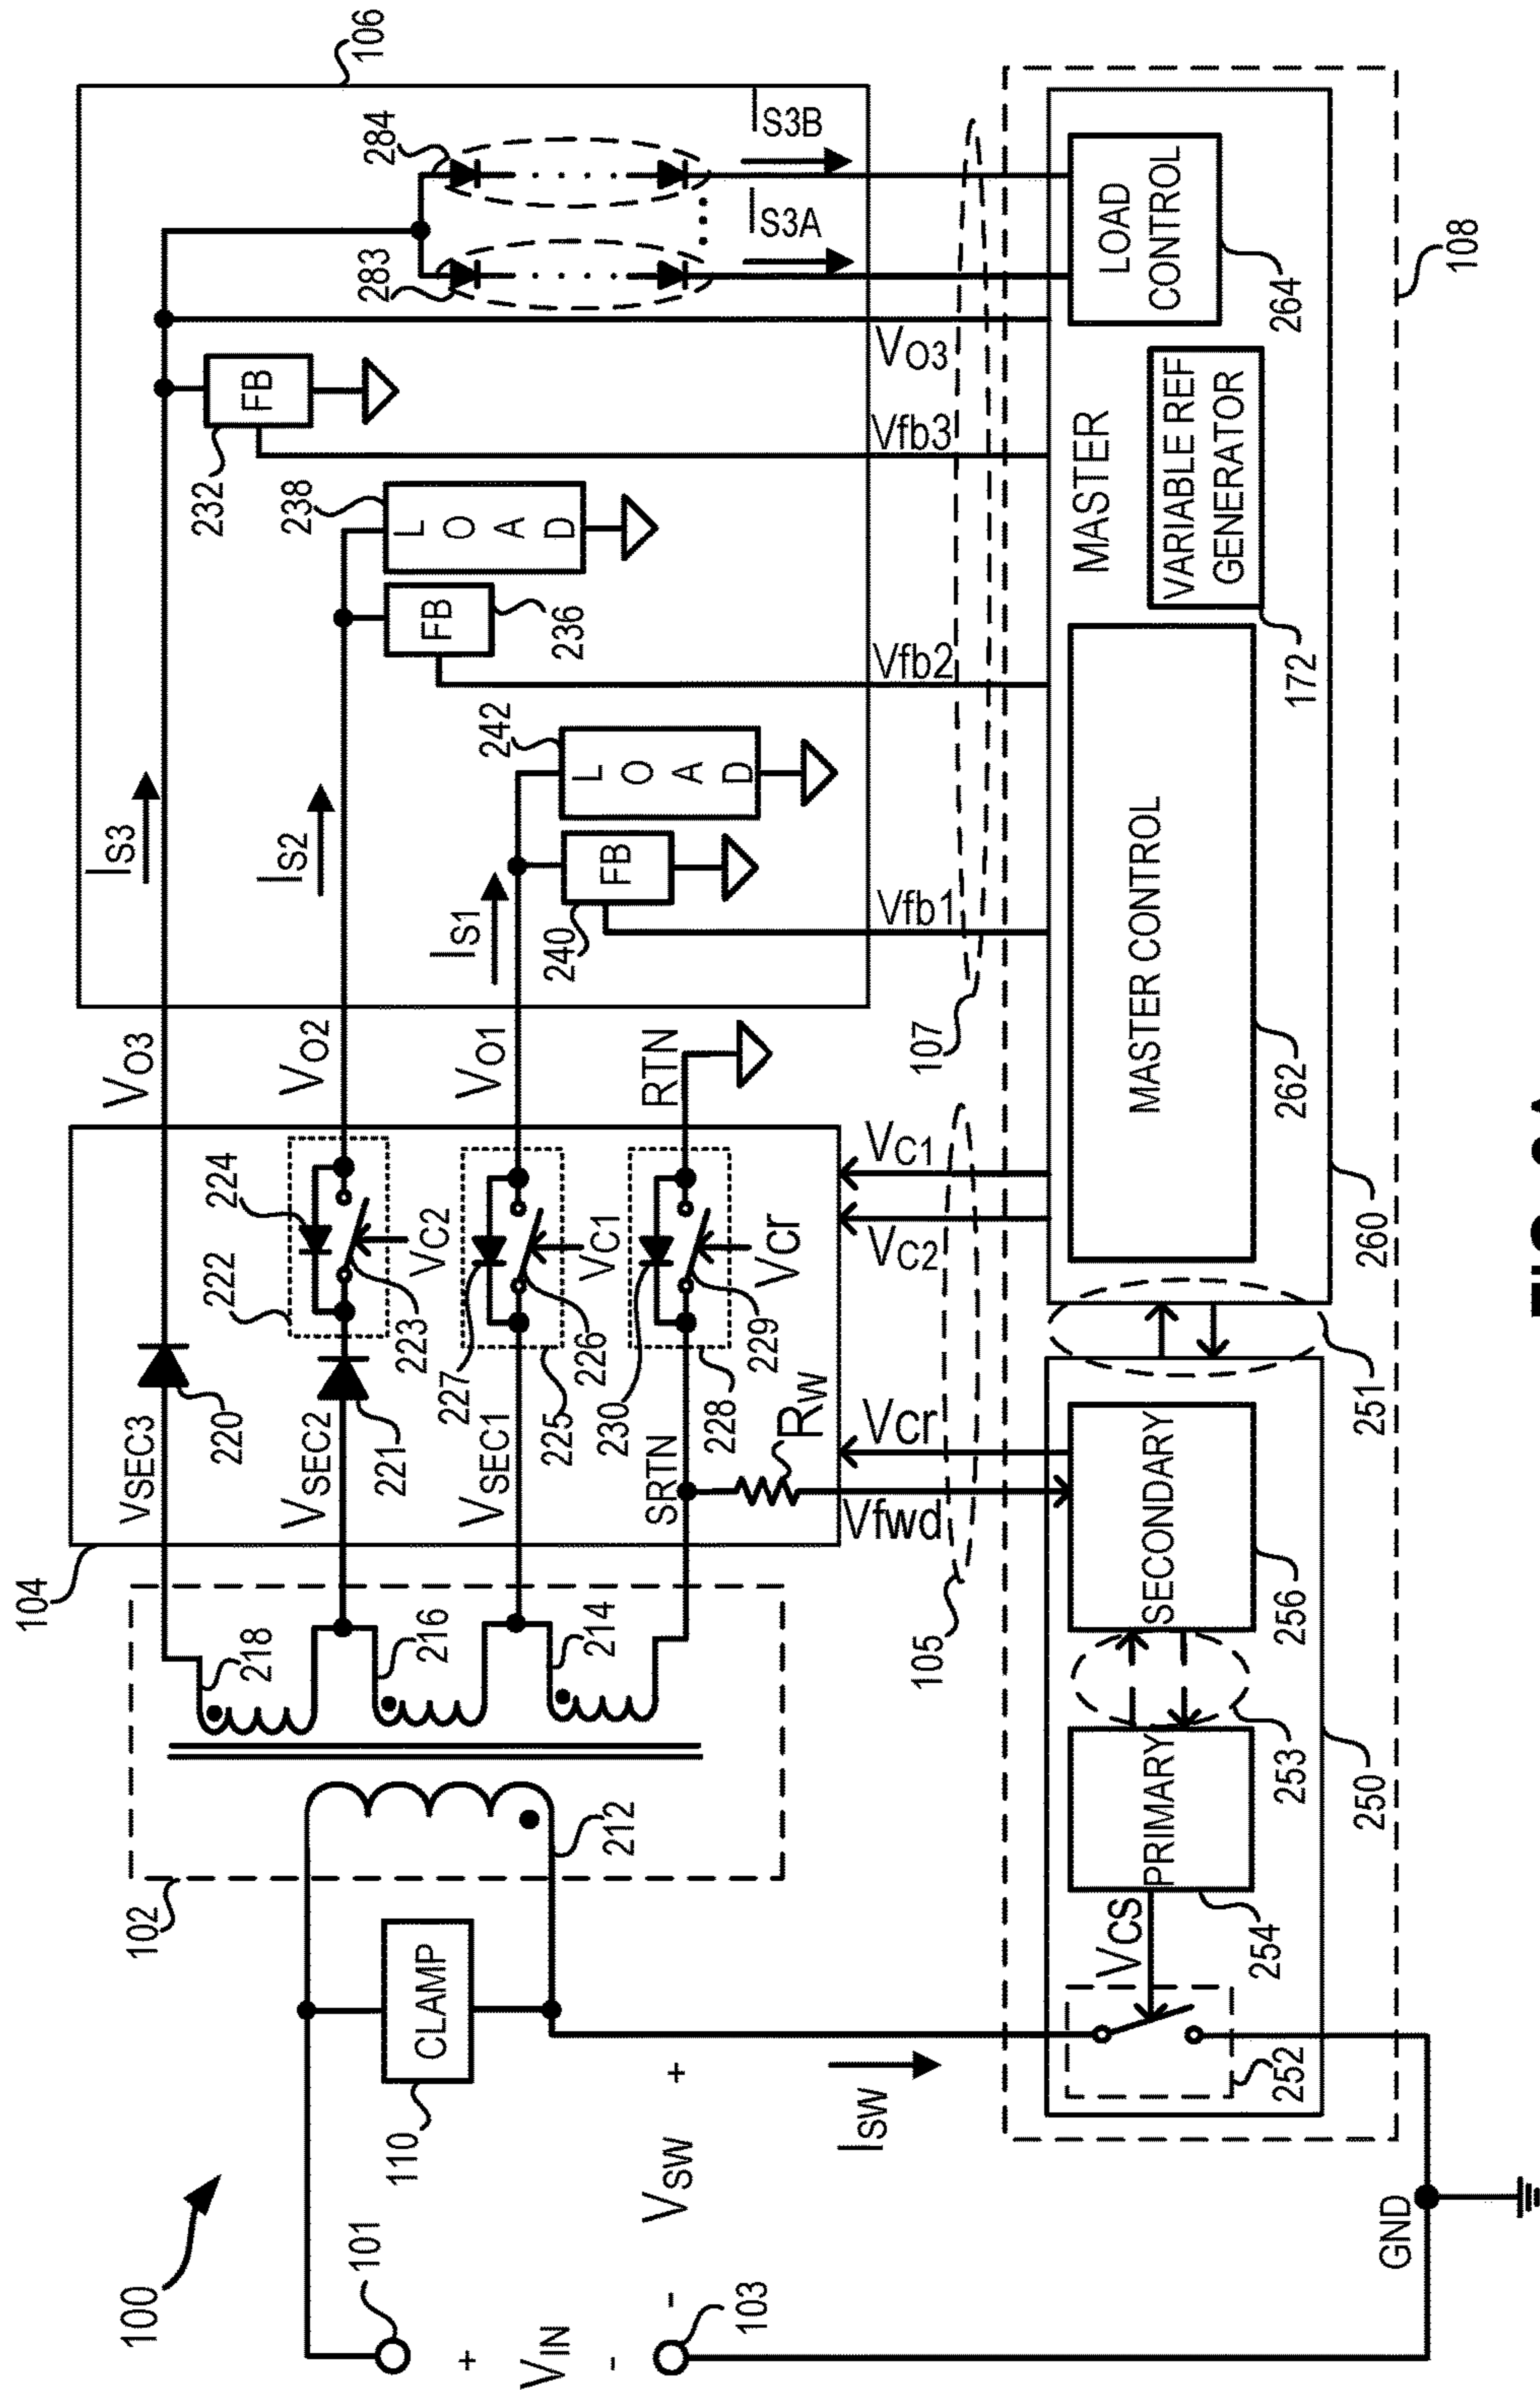 100
101
+
VIN
-
103
-
VSW
+
110
CLAMP
102
212
ISW
GND
104
218
216
214
VSEC3
220
VSEC2
221
222
224
223
VC2
VSEC1
227
225
226
VC1
SRTN
230
228
229
Vcr
RW
Vfwd
Vcr
VC2
VC1
105
VO3
VO2
VO1
RTN
107
106
IS3
IS2
IS1
240
FB
242
LOAD
236
FB
238
LOAD
232
FB
283
284
IS3A
IS3B
Vfb1
Vfb2
Vfb3
VO3
108
252
VCS
PRIMARY
254
253
250
SECONDARY
256
251
260
MASTER CONTROL
262
MASTER
VARIABLE REF
GENERATOR
172
LOAD
CONTROL
264